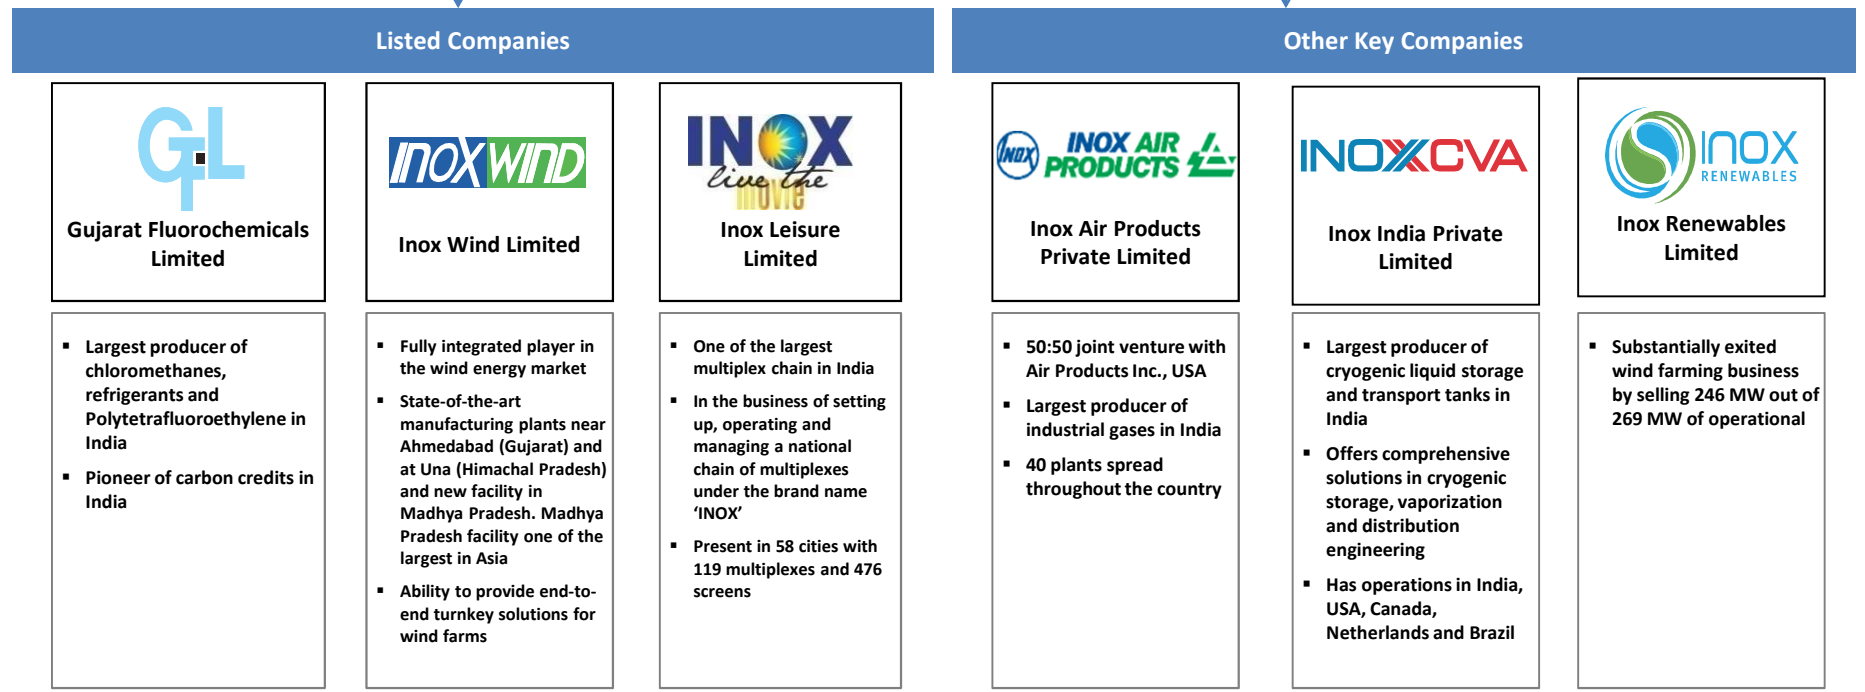 Listed Companies
Other Key Companies
GFL
Gujarat Fluorochemicals
Limited
INOX WIND
Inox Wind Limited
INOX
live the
movie
Inox Leisure
Limited
INOX
INOX AIR
PRODUCTS
Inox Air Products
Private Limited
INOXCVA
Inox India Private
Limited
INOX
RENEWABLES
Inox Renewables
Limited
▪ Largest producer of
chloromethanes,
refrigerants and
Polytetrafluoroethylene in
India
▪ Pioneer of carbon credits in
India
▪ Fully integrated player in
the wind energy market
▪ State-of-the-art
manufacturing plants near
Ahmedabad (Gujarat) and
at Una (Himachal Pradesh)
and new facility in
Madhya Pradesh. Madhya
Pradesh facility one of the
largest in Asia
▪ Ability to provide end-to-
end turnkey solutions for
wind farms
▪ One of the largest
multiplex chain in India
▪ In the business of setting
up, operating and
managing a national
chain of multiplexes
under the brand name
‘INOX’
▪ Present in 58 cities with
119 multiplexes and 476
screens
▪ 50:50 joint venture with
Air Products Inc., USA
▪ Largest producer of
industrial gases in India
▪ 40 plants spread
throughout the country
▪ Largest producer of
cryogenic liquid storage
and transport tanks in
India
▪ Offers comprehensive
solutions in cryogenic
storage, vaporization
and distribution
engineering
▪ Has operations in India,
USA, Canada,
Netherlands and Brazil
▪ Substantially exited
wind farming business
by selling 246 MW out of
269 MW of operational